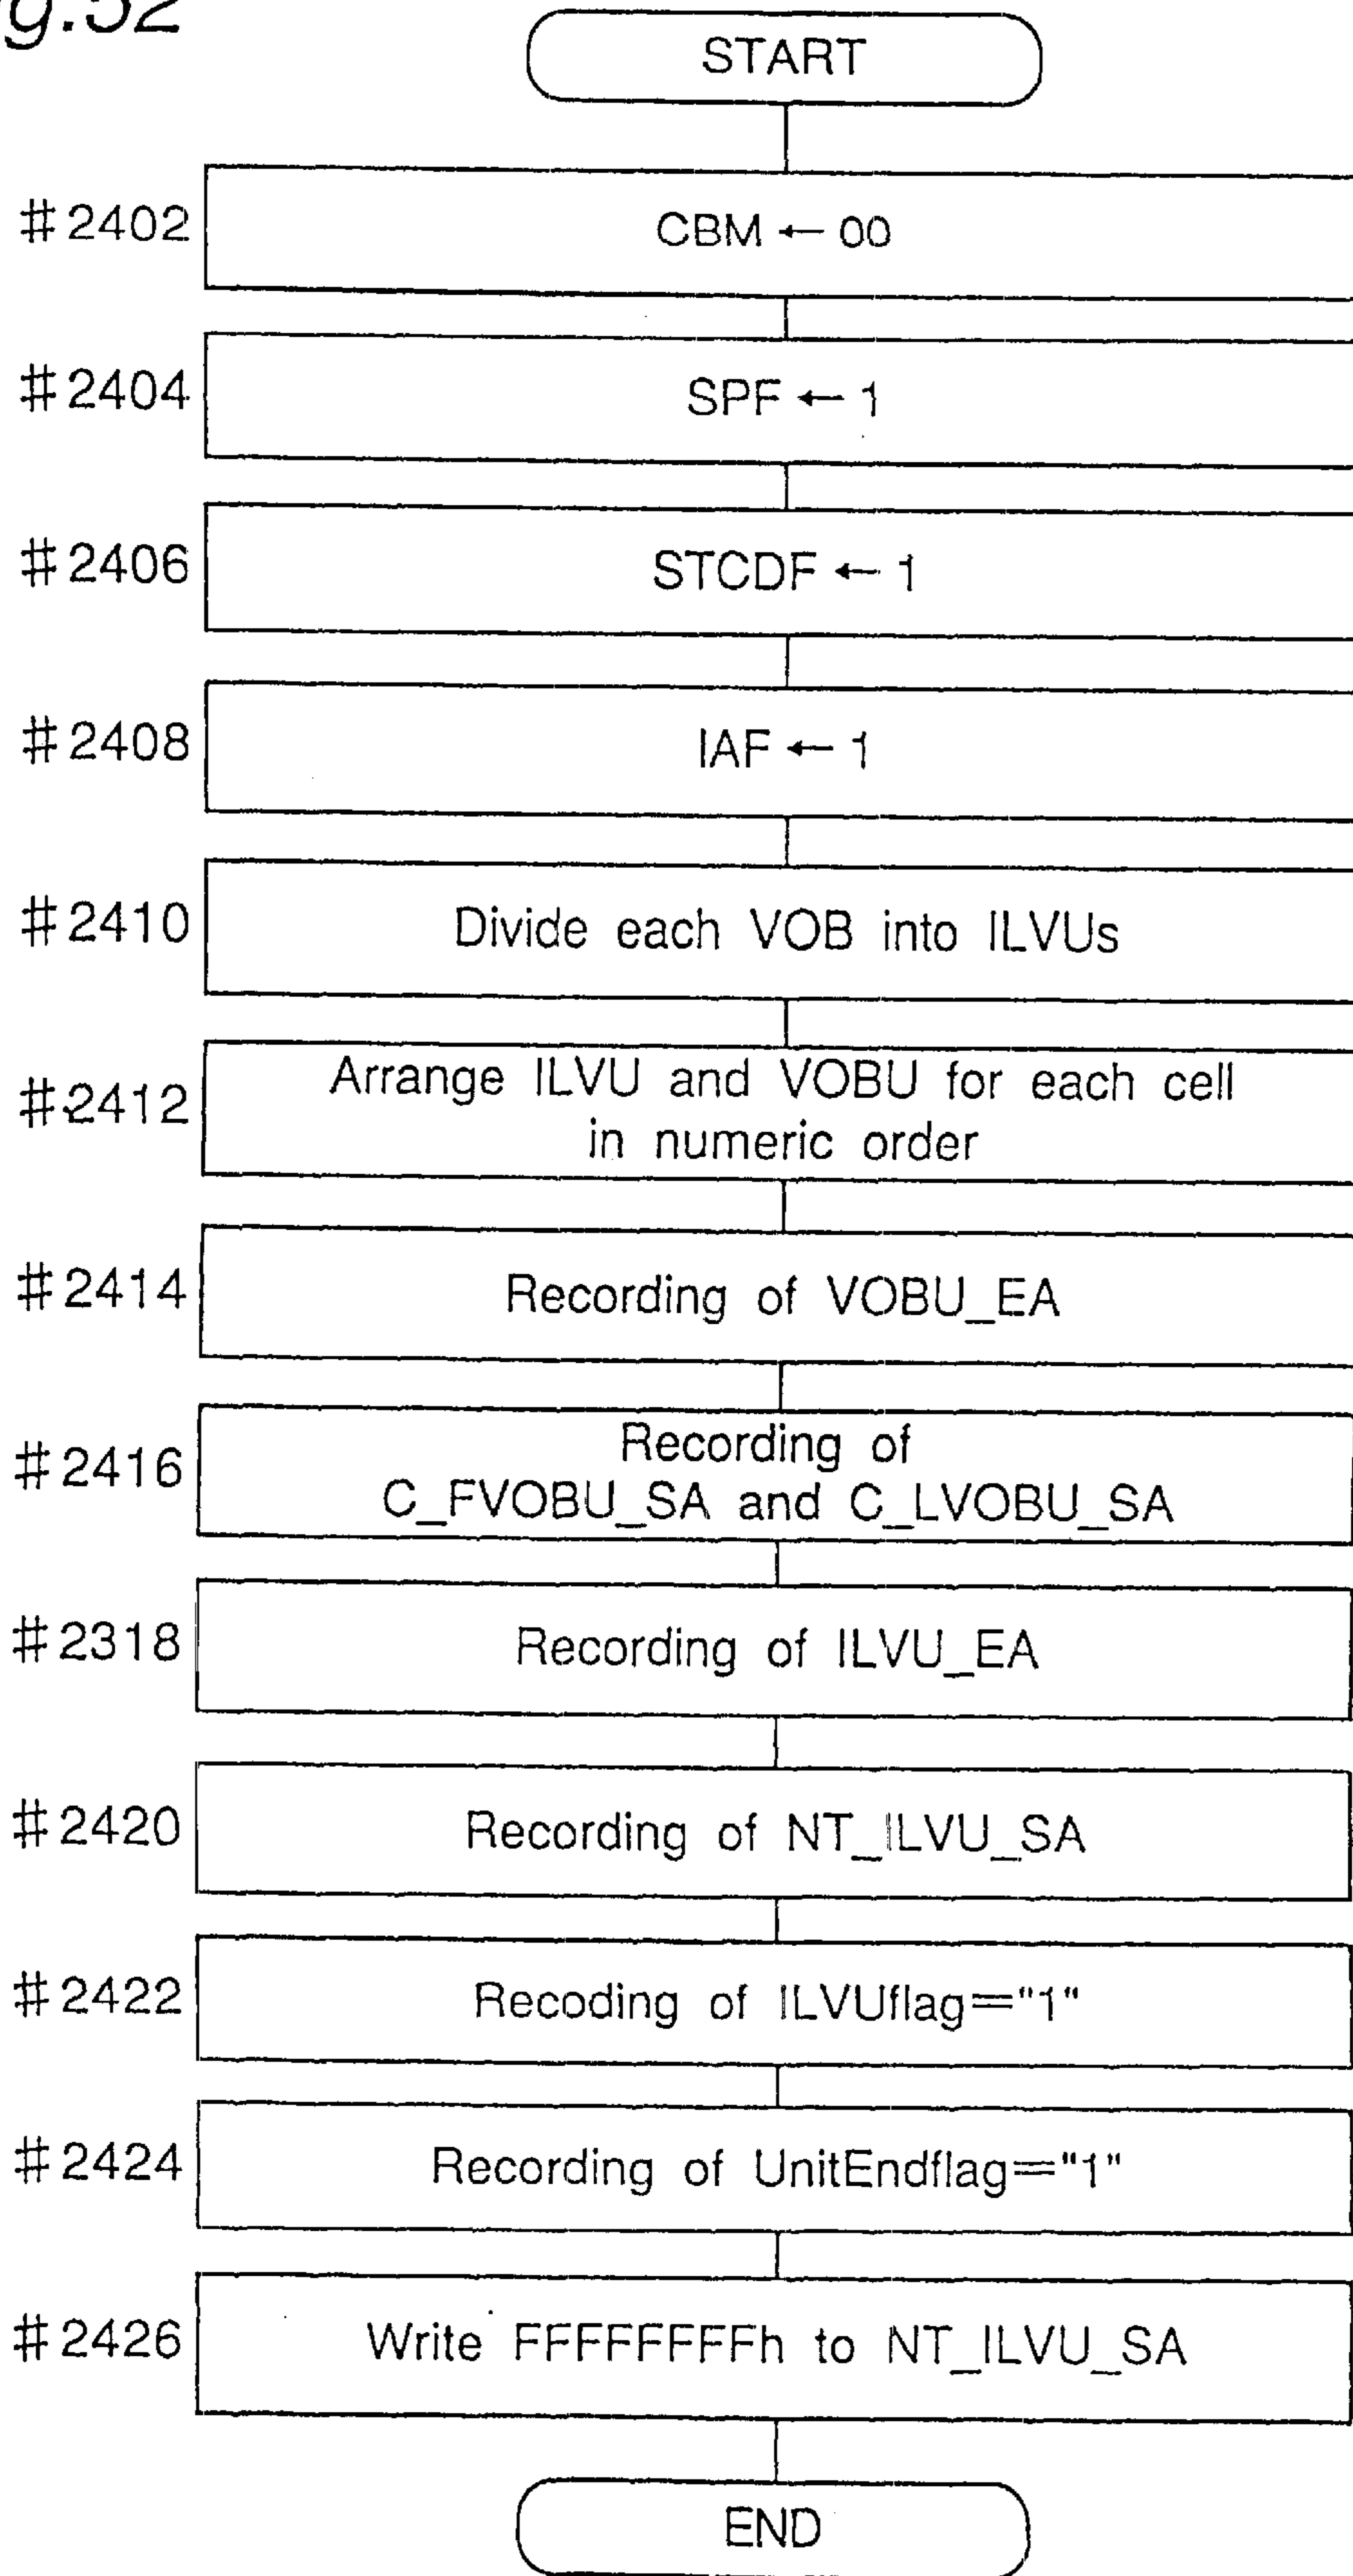 g.52
START
#2402 CBM ← 00
#2404 SPF ← 1
#2406 STCDF ← 1
#2408 IAF ← 1
#2410 Divide each VOB into ILVUs
#2412 Arrange ILVU and VOBU for each cell
in numeric order
#2414 Recording of VOBU_EA
#2416 Recording of
C_FVOBU_SA and C_LVOBU_SA
#2318 Recording of ILVU_EA
#2420 Recording of NT_ILVU_SA
#2422 Recoding of ILVUflag="1"
#2424 Recording of UnitEndflag="1"
#2426 Write FFFFFFFFh to NT_ILVU_SA
END